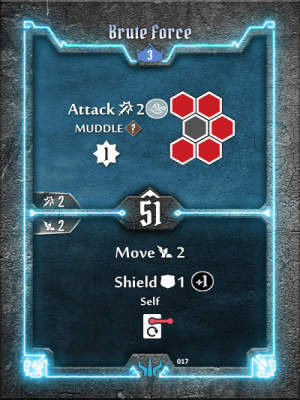 Brute Force
3
Attack 2
MUDDLE ?
1
2
51
2
Move 2
Shield 1 +1
Self
017